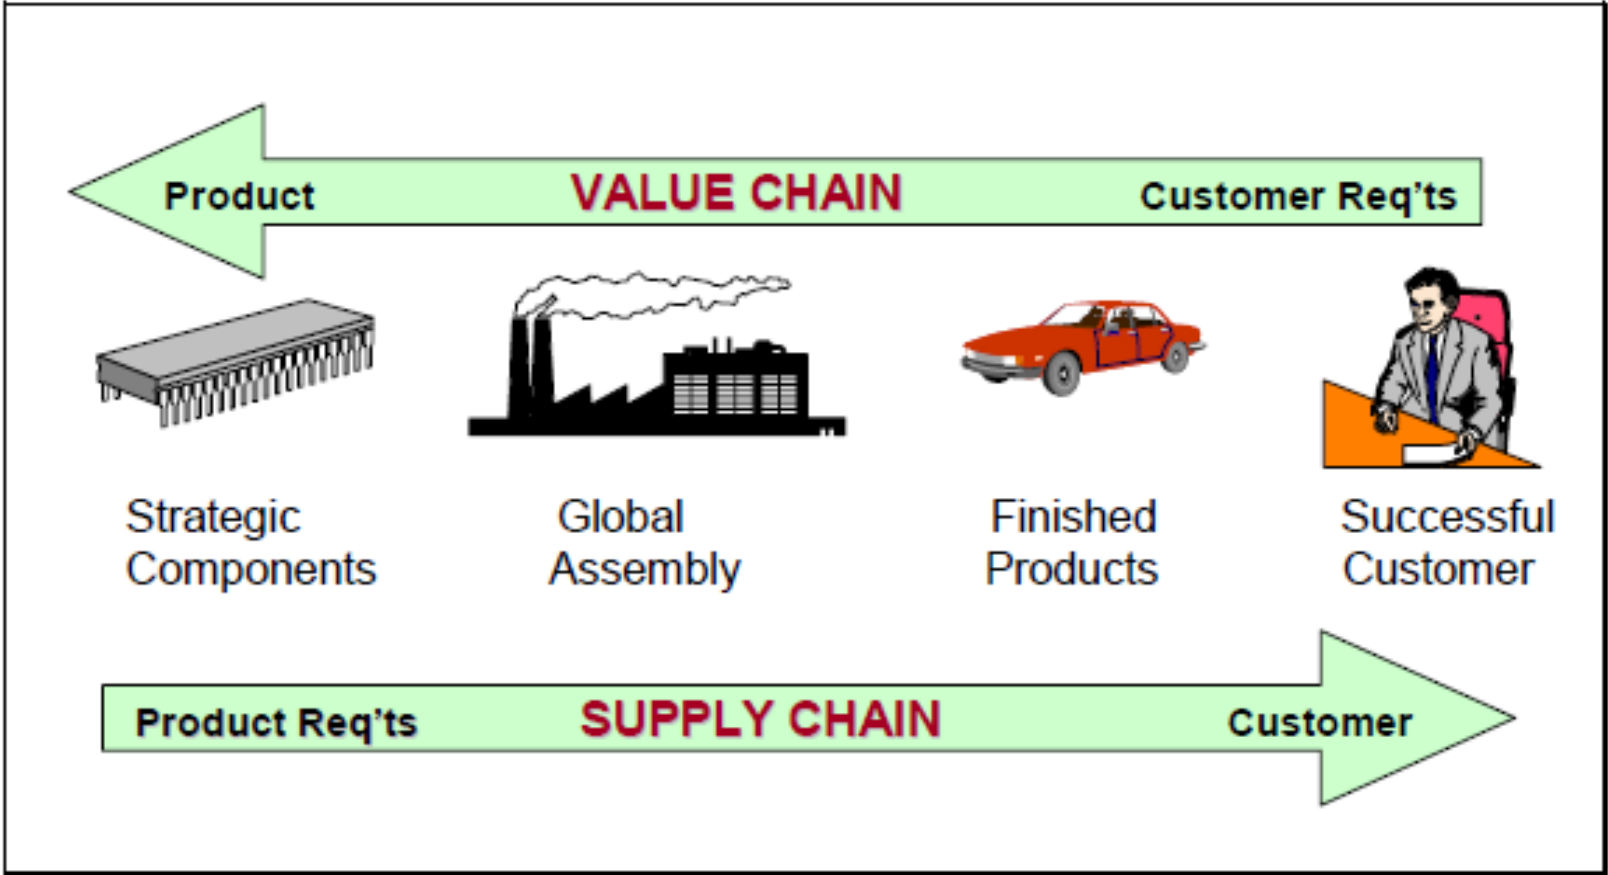 Product VALUE CHAIN Customer Req'ts
Strategic Global Finished Successful
Components Assembly Products Customer
Product Req'ts SUPPLY CHAIN Customer